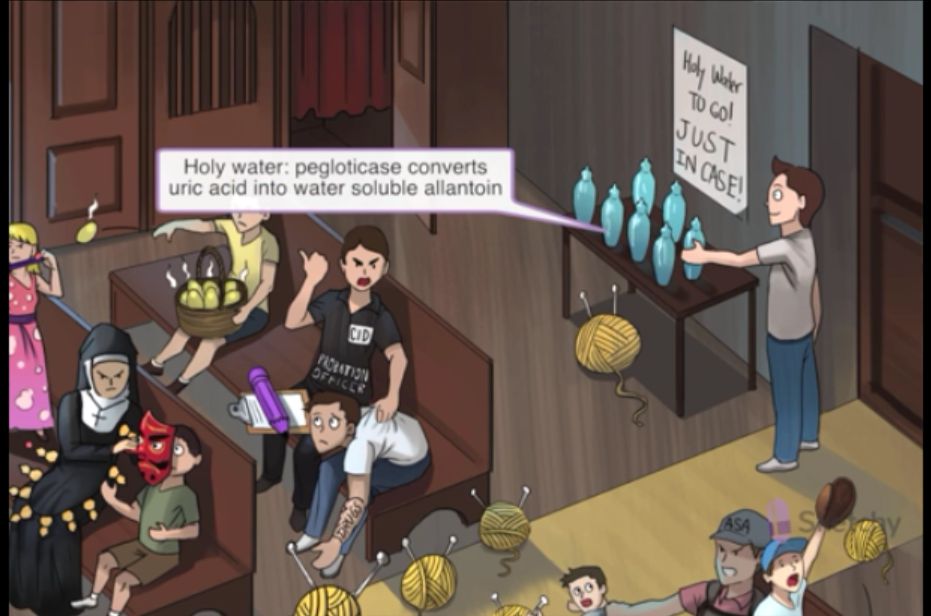 Holy Water
TO GO!
JUST
IN CASE!
Holy water: pegloticase converts
uric acid into water soluble allantoin
CID
PROBATION
OFFICER
ASA
Sketchy